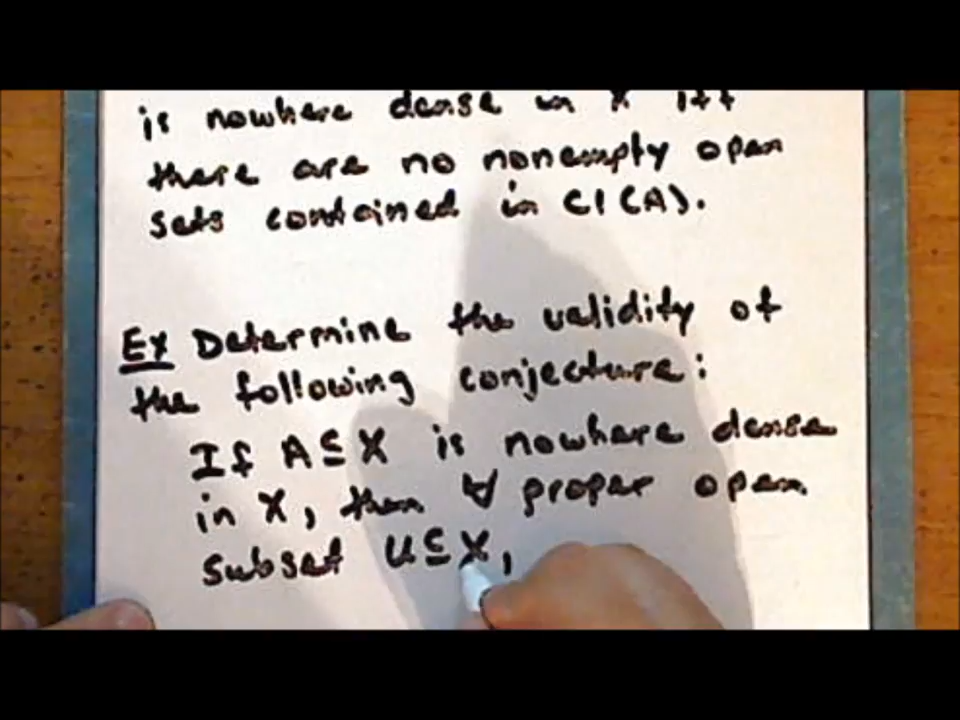 is nowhere dense in X iff
there are no nonempty open
sets contained in Cl(A).
Ex Determine the validity of
the following conjecture:
If A⊆X is nowhere dense
in X, then ∀ proper open
subset U⊆X,